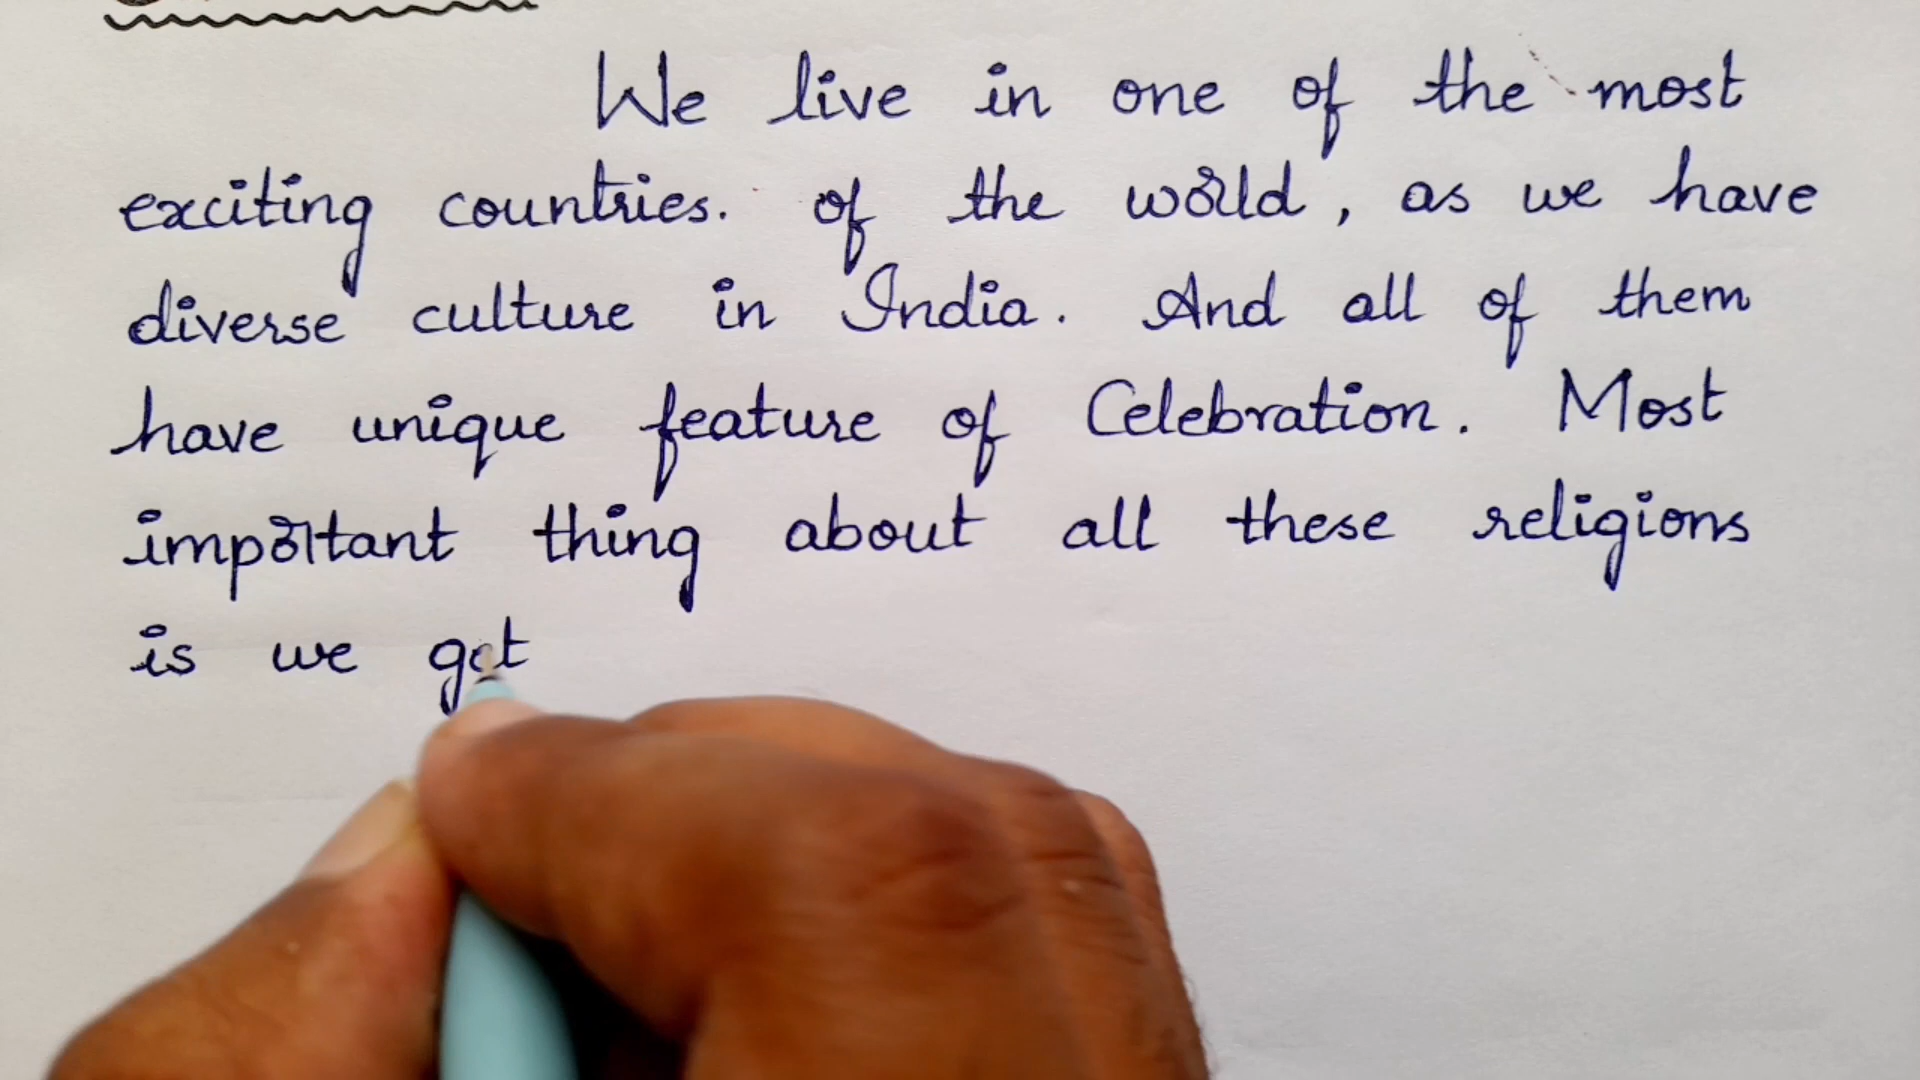 We live in one of the most
exciting countries. of the world, as we have
diverse culture in India. And all of them
have unique feature of Celebration. Most
important thing about all these religions
is we get